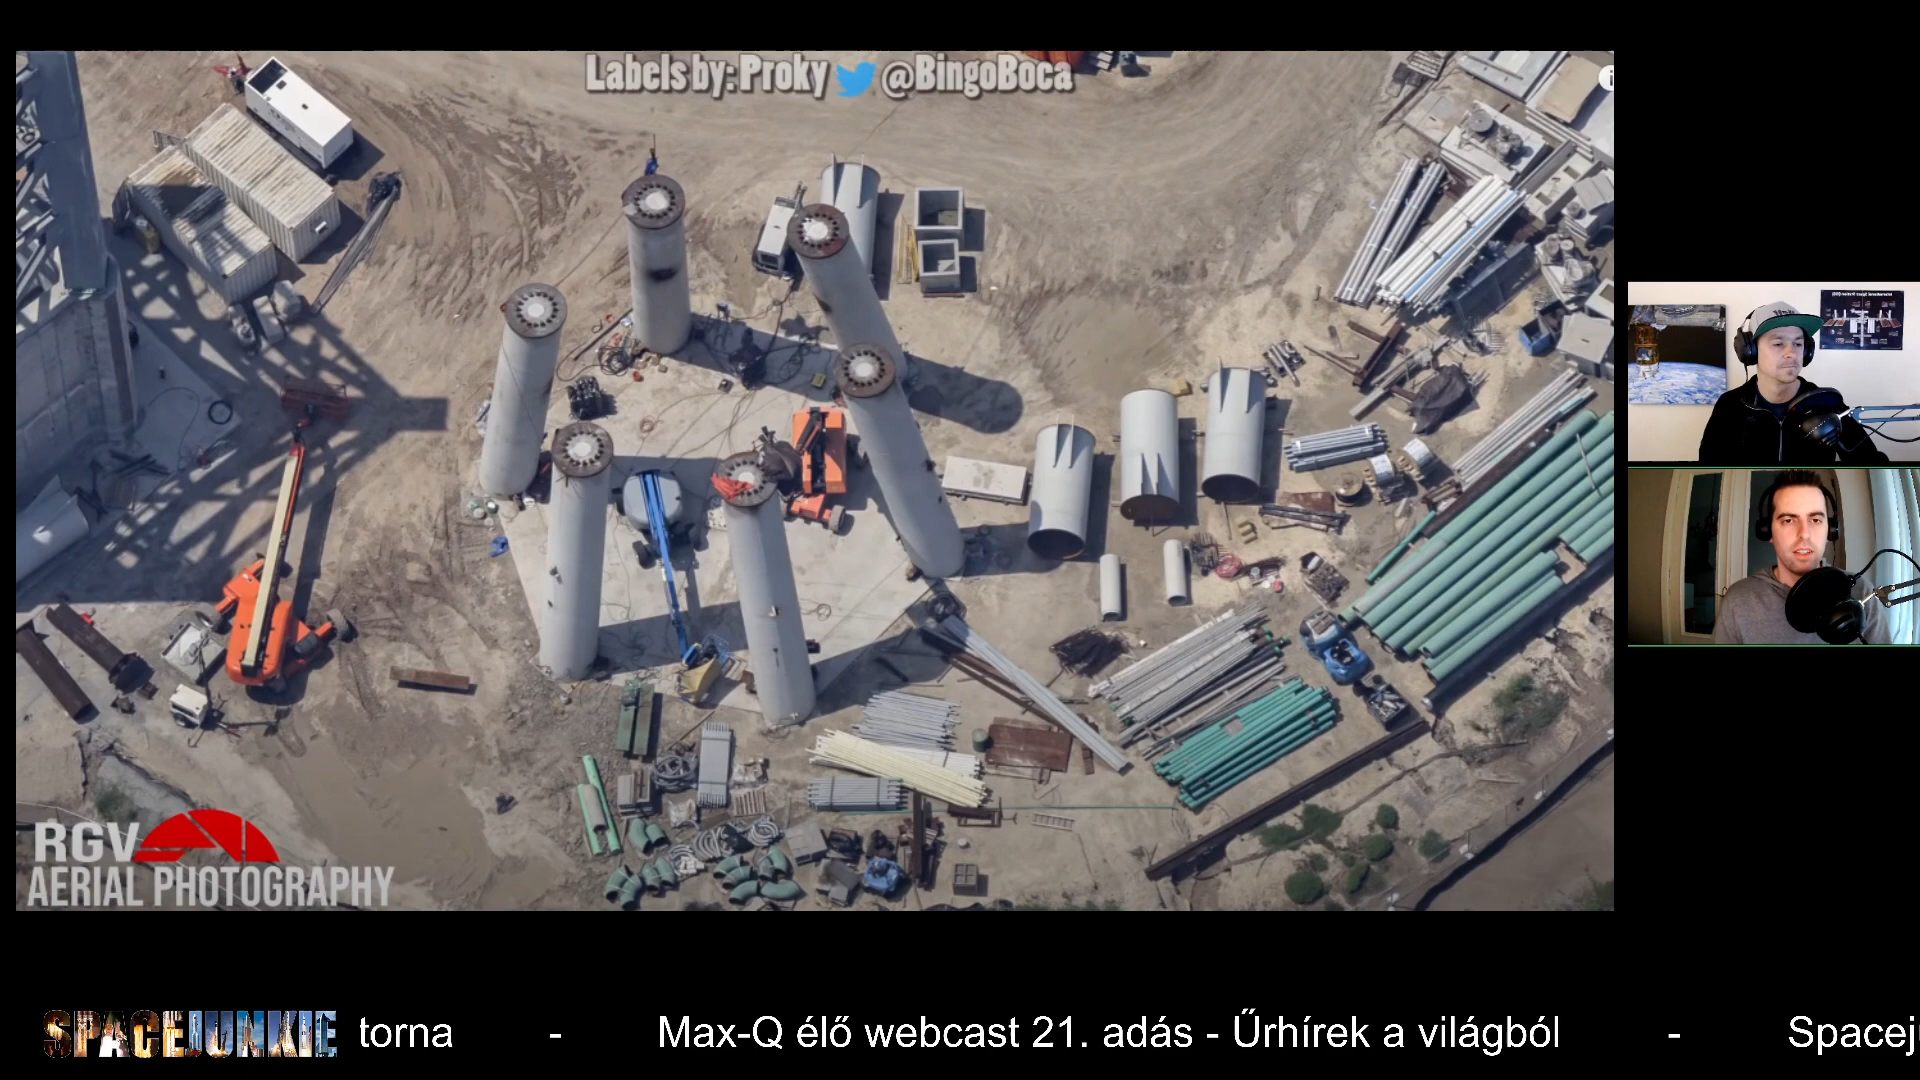 Labels by: Proky @BingoBoca
RGV
AERIAL PHOTOGRAPHY
SPACEJUNKIE torna - Max-Q élő webcast 21. adás - Űrhírek a világból - Spacej